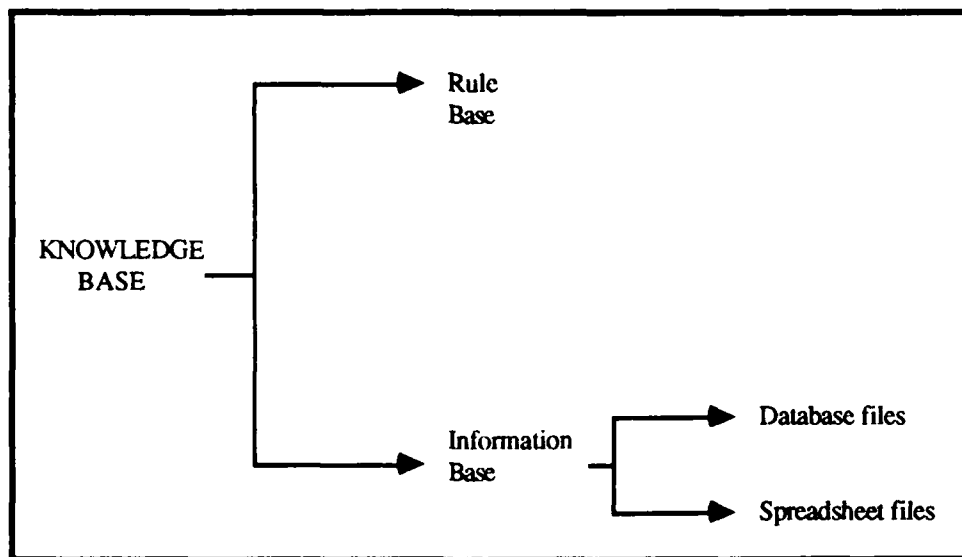 Rule
Base
KNOWLEDGE
BASE
Information
Base
Database files
Spreadsheet files